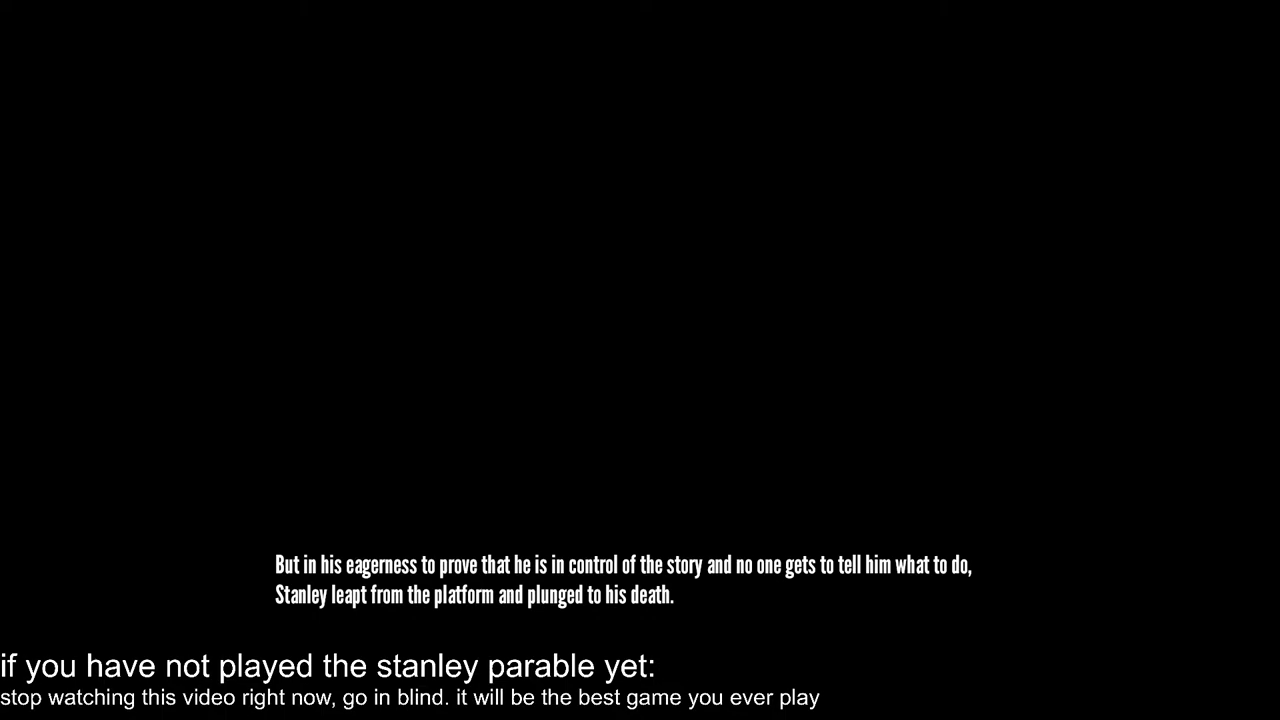 But in his eagerness to prove that he is in control of the story and no one gets to tell him what to do,
Stanley leapt from the platform and plunged to his death.
if you have not played the stanley parable yet:
stop watching this video right now, go in blind. it will be the best game you ever play